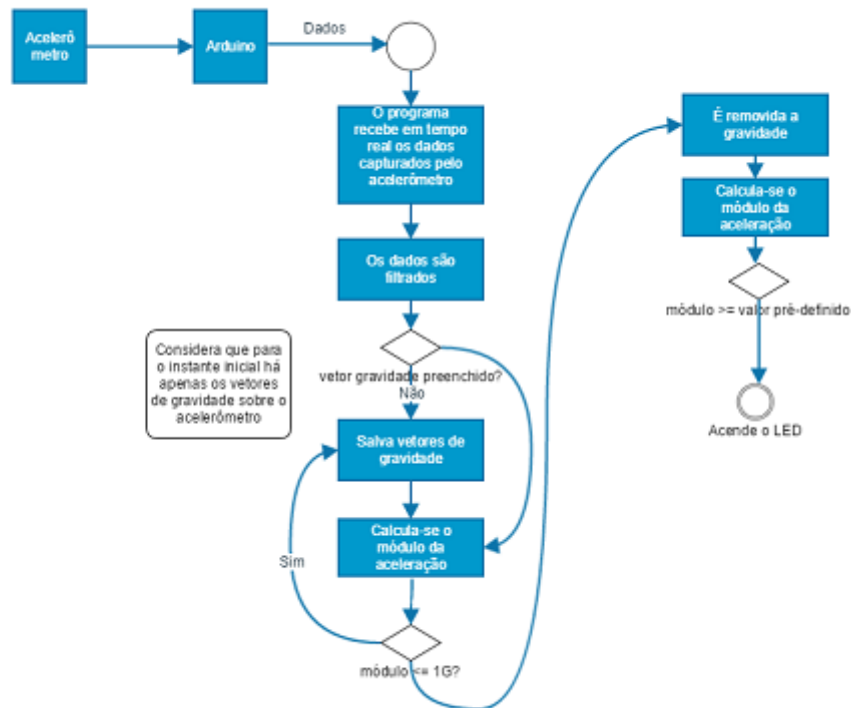 Acelerô
metro
Arduino
Dados
O programa
recebe em tempo
real os dados
capturados pelo
acelerômetro
Os dados são
filtrados
Considera que para
o instante inicial há
apenas os vetores
de gravidade sobre o
acelerômetro
vetor gravidade preenchido?
Não
Salva vetores de
gravidade
Calcula-se o
módulo da
aceleração
Sim
módulo <= 1G?
É removida a
gravidade
Calcula-se o
módulo da
aceleração
módulo >= valor pré-definido
Acende o LED